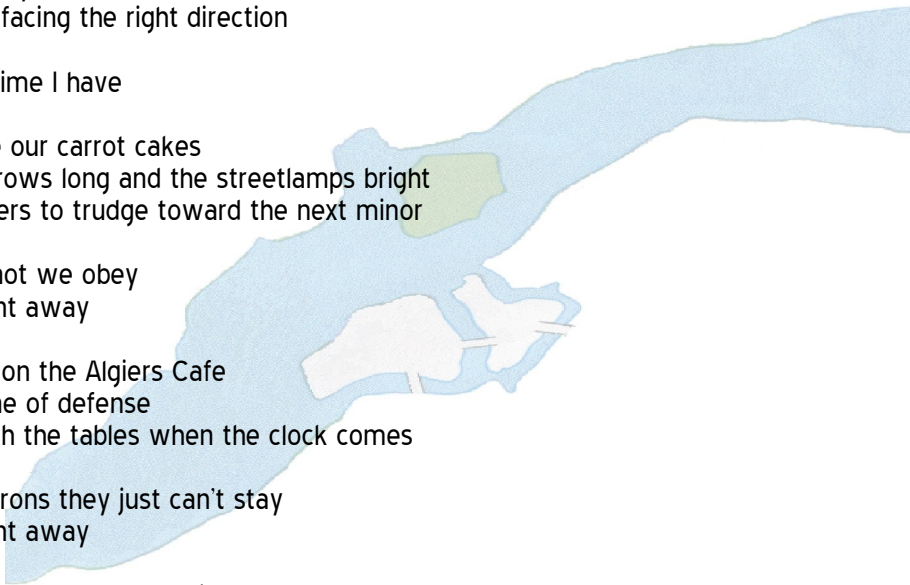 facing the right direction
ime I have
our carrot cakes
rows long and the streetlamps bright
ers to trudge toward the next minor
not we obey
nt away
on the Algiers Cafe
ne of defense
h the tables when the clock comes
rons they just can't stay
nt away